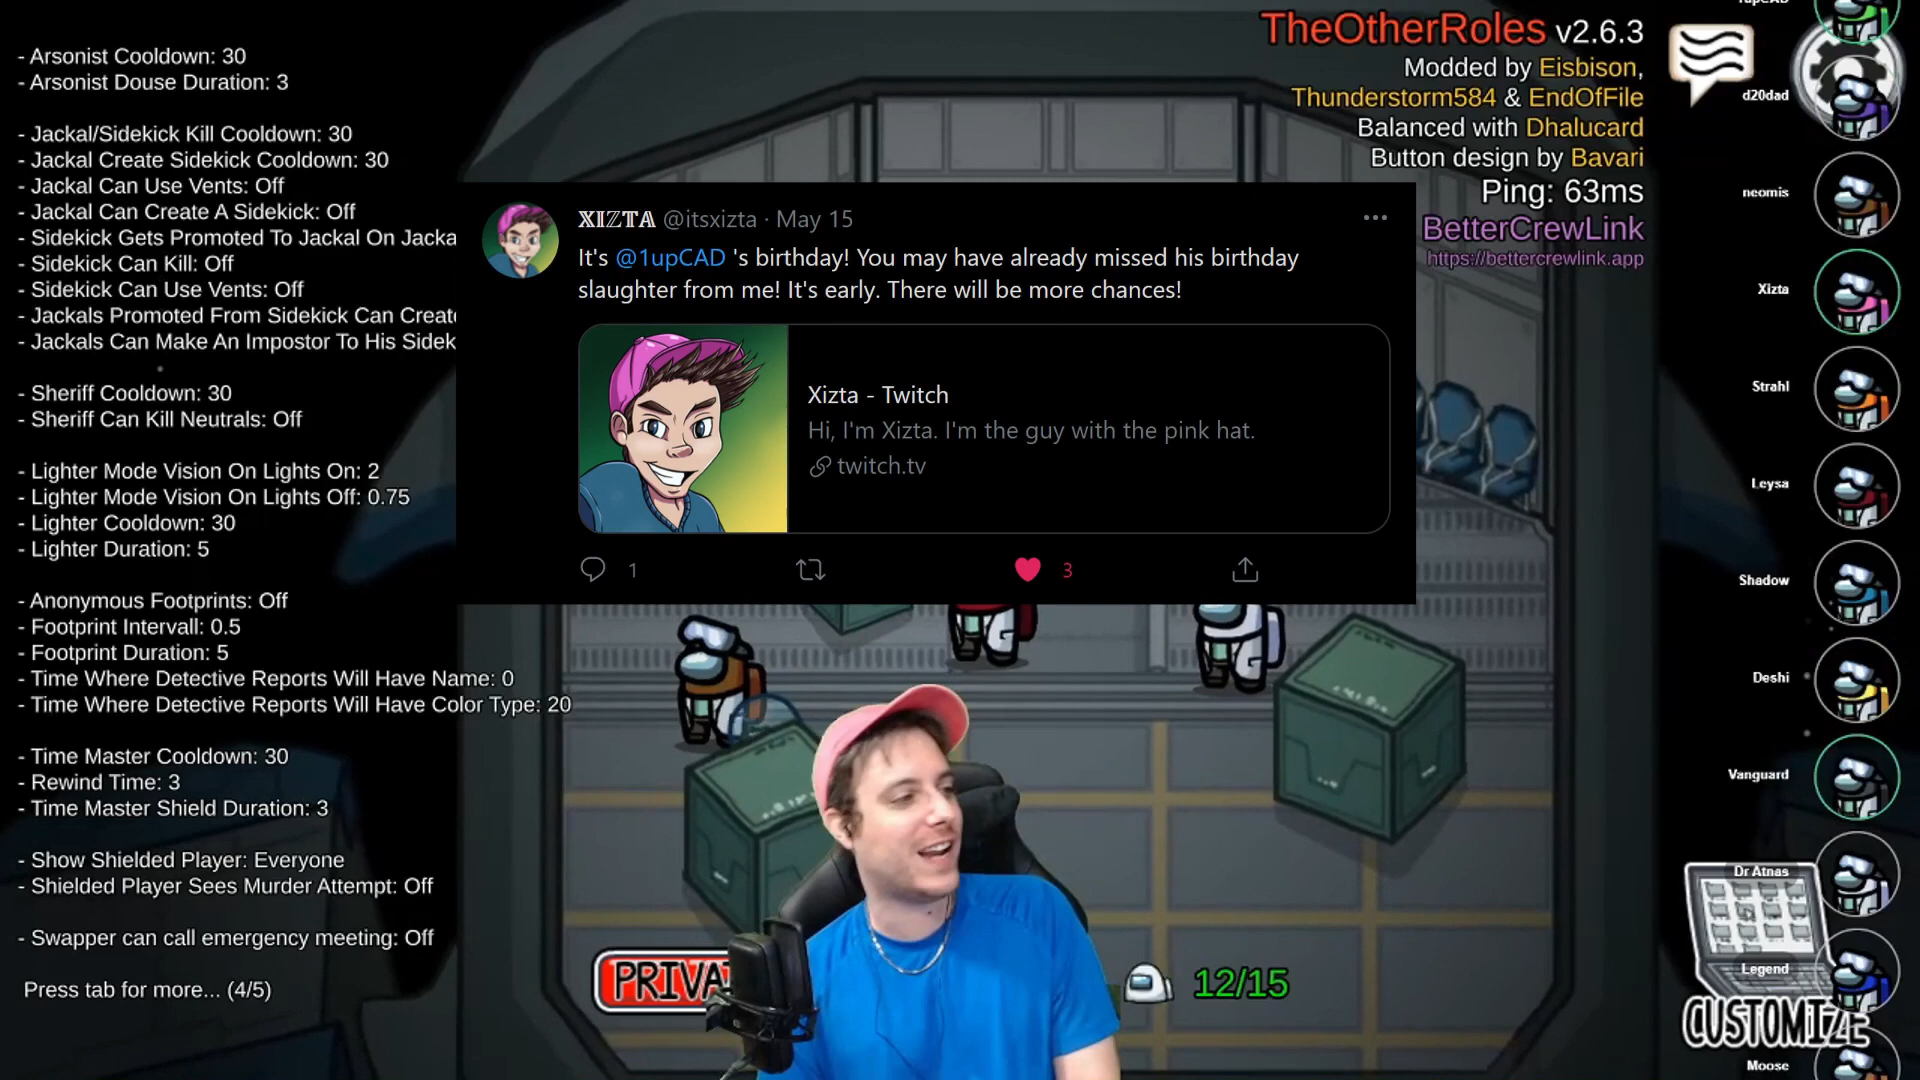 - Arsonist Cooldown: 30
- Arsonist Douse Duration: 3
- Jackal/Sidekick Kill Cooldown: 30
- Jackal Create Sidekick Cooldown: 30
- Jackal Can Use Vents: Off
- Jackal Can Create A Sidekick: Off
- Sidekick Gets Promoted To Jackal On Jacka
- Sidekick Can Kill: Off
- Sidekick Can Use Vents: Off
- Jackals Promoted From Sidekick Can Create
- Jackals Can Make An Impostor To His Sidek
- Sheriff Cooldown: 30
- Sheriff Can Kill Neutrals: Off
- Lighter Mode Vision On Lights On: 2
- Lighter Mode Vision On Lights Off: 0.75
- Lighter Cooldown: 30
- Lighter Duration: 5
- Anonymous Footprints: Off
- Footprint Intervall: 0.5
- Footprint Duration: 5
- Time Where Detective Reports Will Have Name: 0
- Time Where Detective Reports Will Have Color Type: 20
- Time Master Cooldown: 30
- Rewind Time: 3
- Time Master Shield Duration: 3
- Show Shielded Player: Everyone
- Shielded Player Sees Murder Attempt: Off
- Swapper can call emergency meeting: Off
Press tab for more... (4/5)
XIZTA @itsxizta · May 15
It's @1upCAD 's birthday! You may have already missed his birthday
slaughter from me! It's early. There will be more chances!
Xizta - Twitch
Hi, I'm Xizta. I'm the guy with the pink hat.
twitch.tv
1
3
TheOtherRoles v2.6.3
Modded by Eisbison,
Thunderstorm584 & EndOfFile
Balanced with Dhalucard
Button design by Bavari
Ping: 63ms
BetterCrewLink
https://bettercrewlink.app
PRIVA
12/15
d20dad
neomis
Xizta
Strahl
Leysa
Shadow
Deshi
Vanguard
Dr Atnas
Legend
CUSTOMIZE
Moose